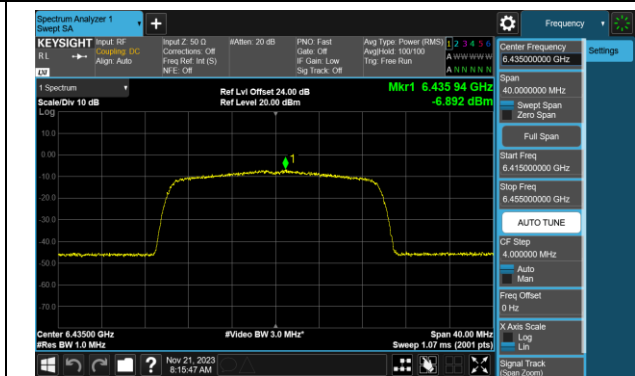 Spectrum Analyzer 1
Swept SA
Frequency
KEYSIGHT
RL
Input: RF
Coupling: DC
Align: Auto
Input Z: 50 Ω
Corrections: Off
Freq Ref: Int (S)
NFE: Off
#Atten: 20 dB
PNO: Fast
Gate: Off
IF Gain: Low
Sig Track: Off
Avg Type: Power (RMS)
Avg|Hold: 100/100
Trig: Free Run
1 2 3 4 5 6
A W W W W W
A N N N N N
LW
1 Spectrum
Scale/Div 10 dB
Log
Ref Lvl Offset 24.00 dB
Ref Level 20.00 dBm
Mkr1 6.435 94 GHz
-6.892 dBm
1
10.0
0.00
-10.0
-20.0
-30.0
-40.0
-50.0
-60.0
-70.0
Center 6.43500 GHz
#Res BW 1.0 MHz
#Video BW 3.0 MHz*
Span 40.00 MHz
Sweep 1.07 ms (2001 pts)
?
Nov 21, 2023
8:15:47 AM
Center Frequency
6.435000000 GHz
Settings
Span
40.0000000 MHz
Swept Span
Zero Span
Full Span
Start Freq
6.415000000 GHz
Stop Freq
6.455000000 GHz
AUTO TUNE
CF Step
4.000000 MHz
Auto
Man
Freq Offset
0 Hz
X Axis Scale
Log
Lin
Signal Track
(Span Zoom)